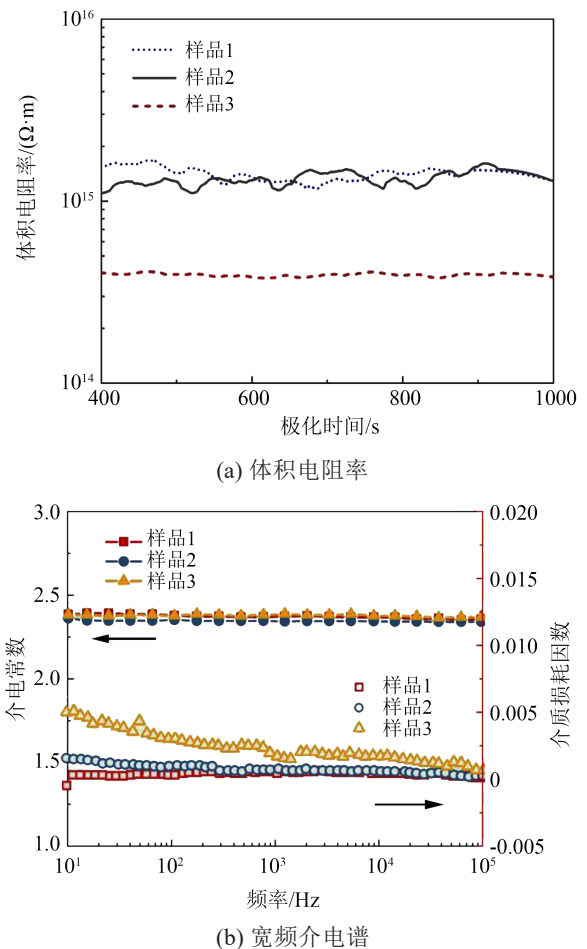 10¹⁶
样品1
样品2
样品3
体积电阻率/(Ω·m)
10¹⁵
10¹⁴
400 600 800 1000
极化时间/s
(a) 体积电阻率
3.0 0.020
样品1
样品2
样品3
0.015
2.5
0.010
介电常数
2.0
介质损耗因数
样品1
样品2
样品3
0.005
1.5
0
1.0
-0.005
10¹ 10² 10³ 10⁴ 10⁵
频率/Hz
(b) 宽频介电谱